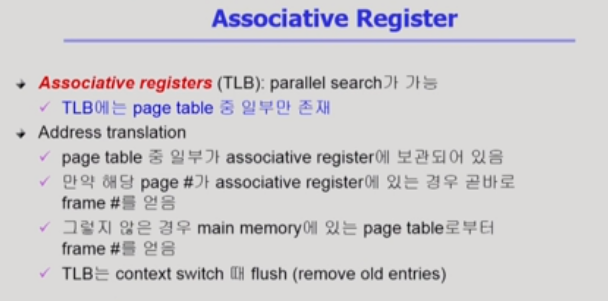 Associative Register
Associative registers (TLB): parallel search가 가능
TLB에는 page table 중 일부만 존재
Address translation
page table 중 일부가 associative register에 보관되어 있음
만약 해당 page #가 associative register에 있는 경우 곧바로
frame #를 얻음
그렇지 않은 경우 main memory에 있는 page table로부터
frame #를 얻음
TLB는 context switch 때 flush (remove old entries)